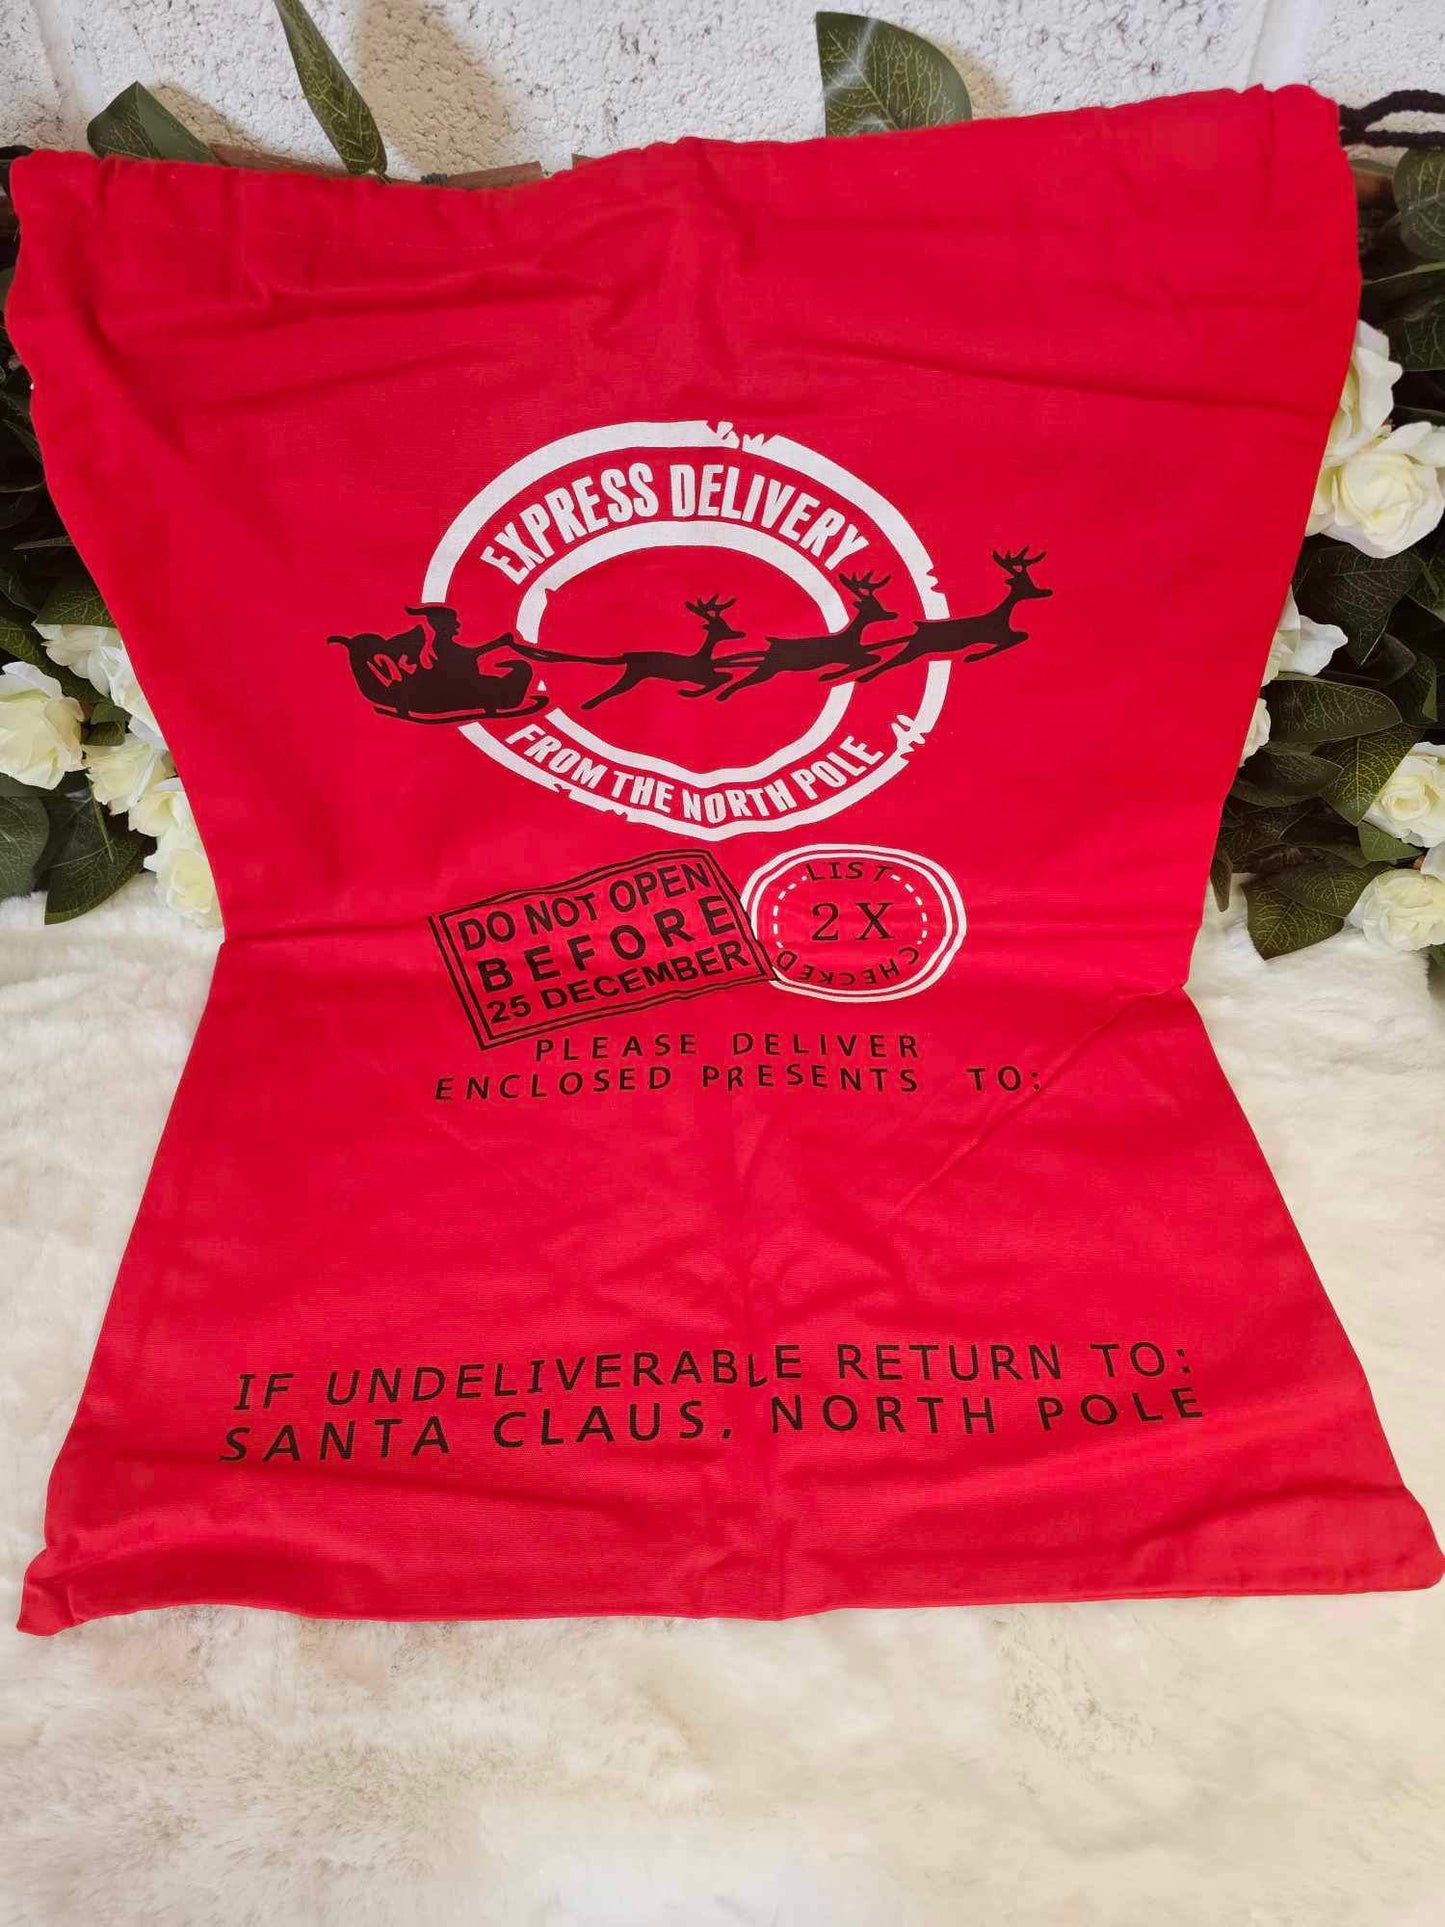 EXPRESS DELIVERY
FROM THE NORTH POLE
DO NOT OPEN
BEFORE
25 DECEMBER
LIST
2 X
CHECKED
PLEASE DELIVER
ENCLOSED PRESENTS TO:
IF UNDELIVERABLE RETURN TO:
SANTA CLAUS, NORTH POLE